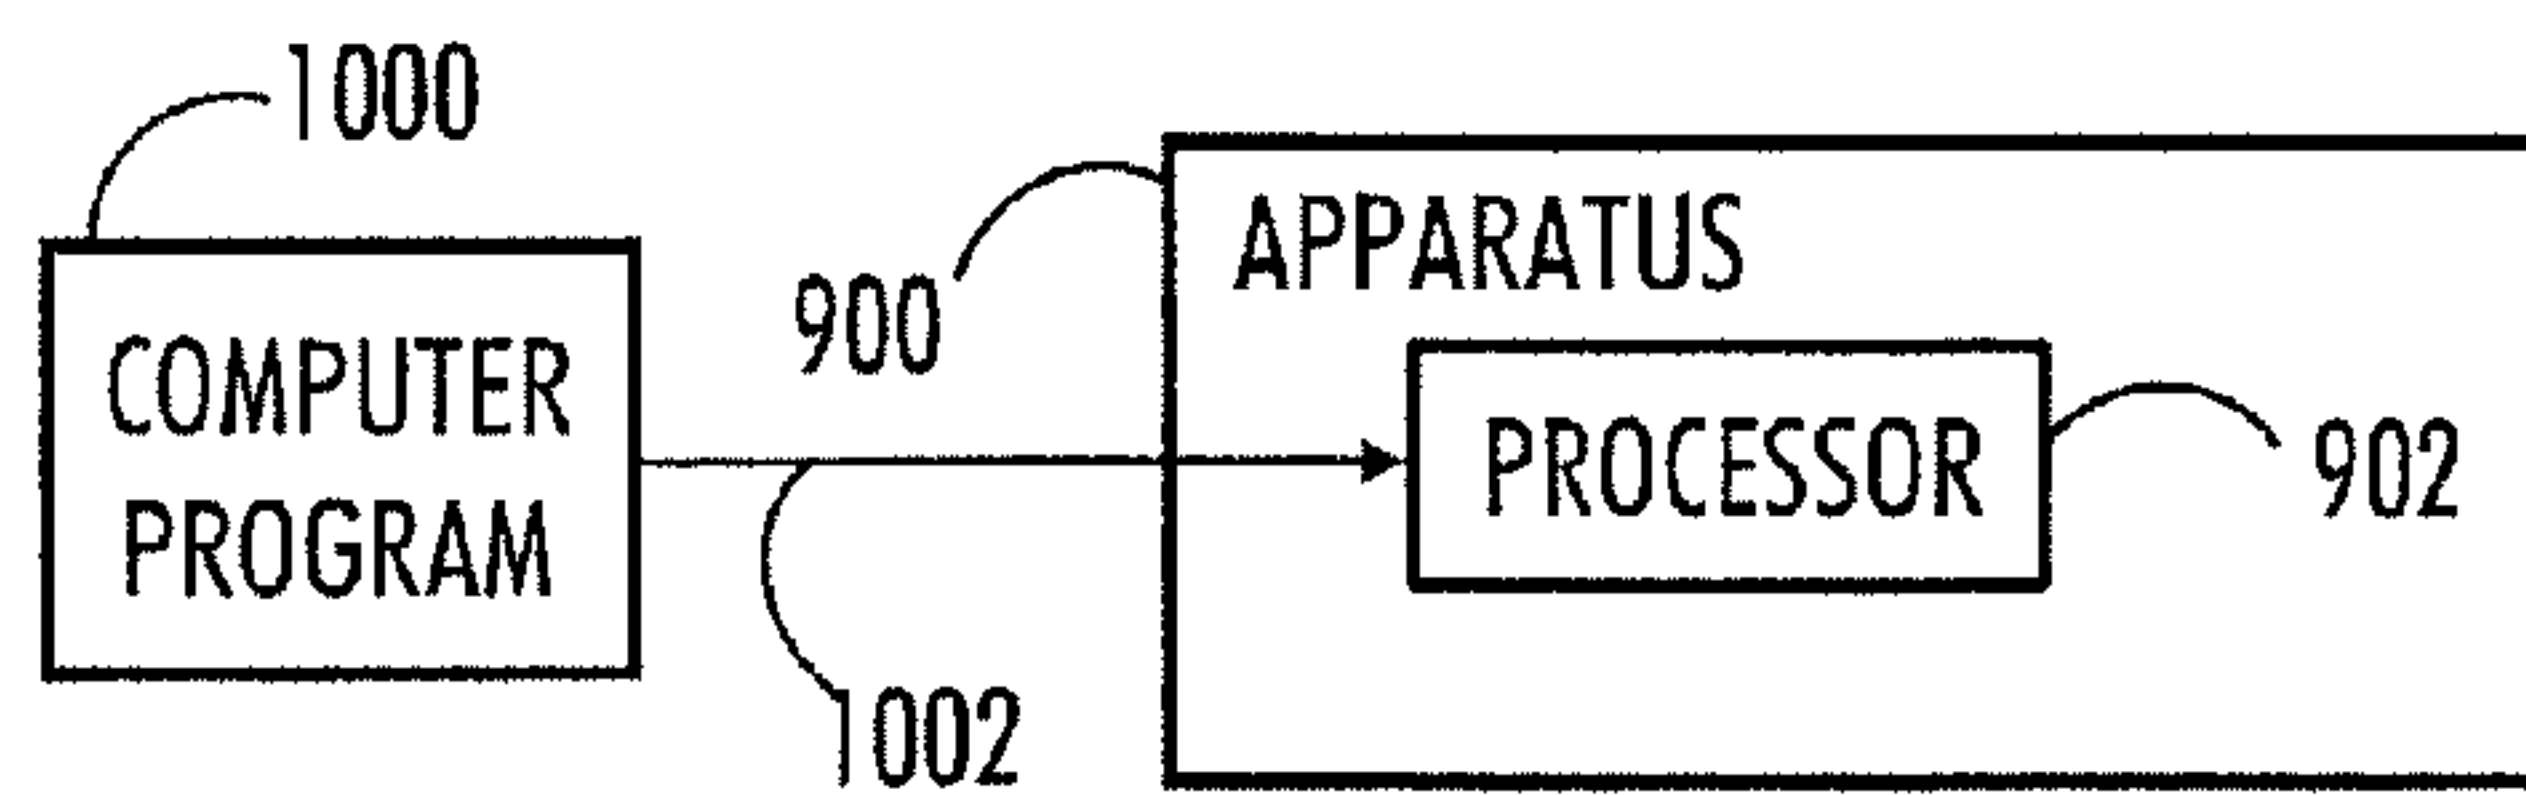 1000
APPARATUS
900
COMPUTER
PROGRAM
PROCESSOR
902
1002